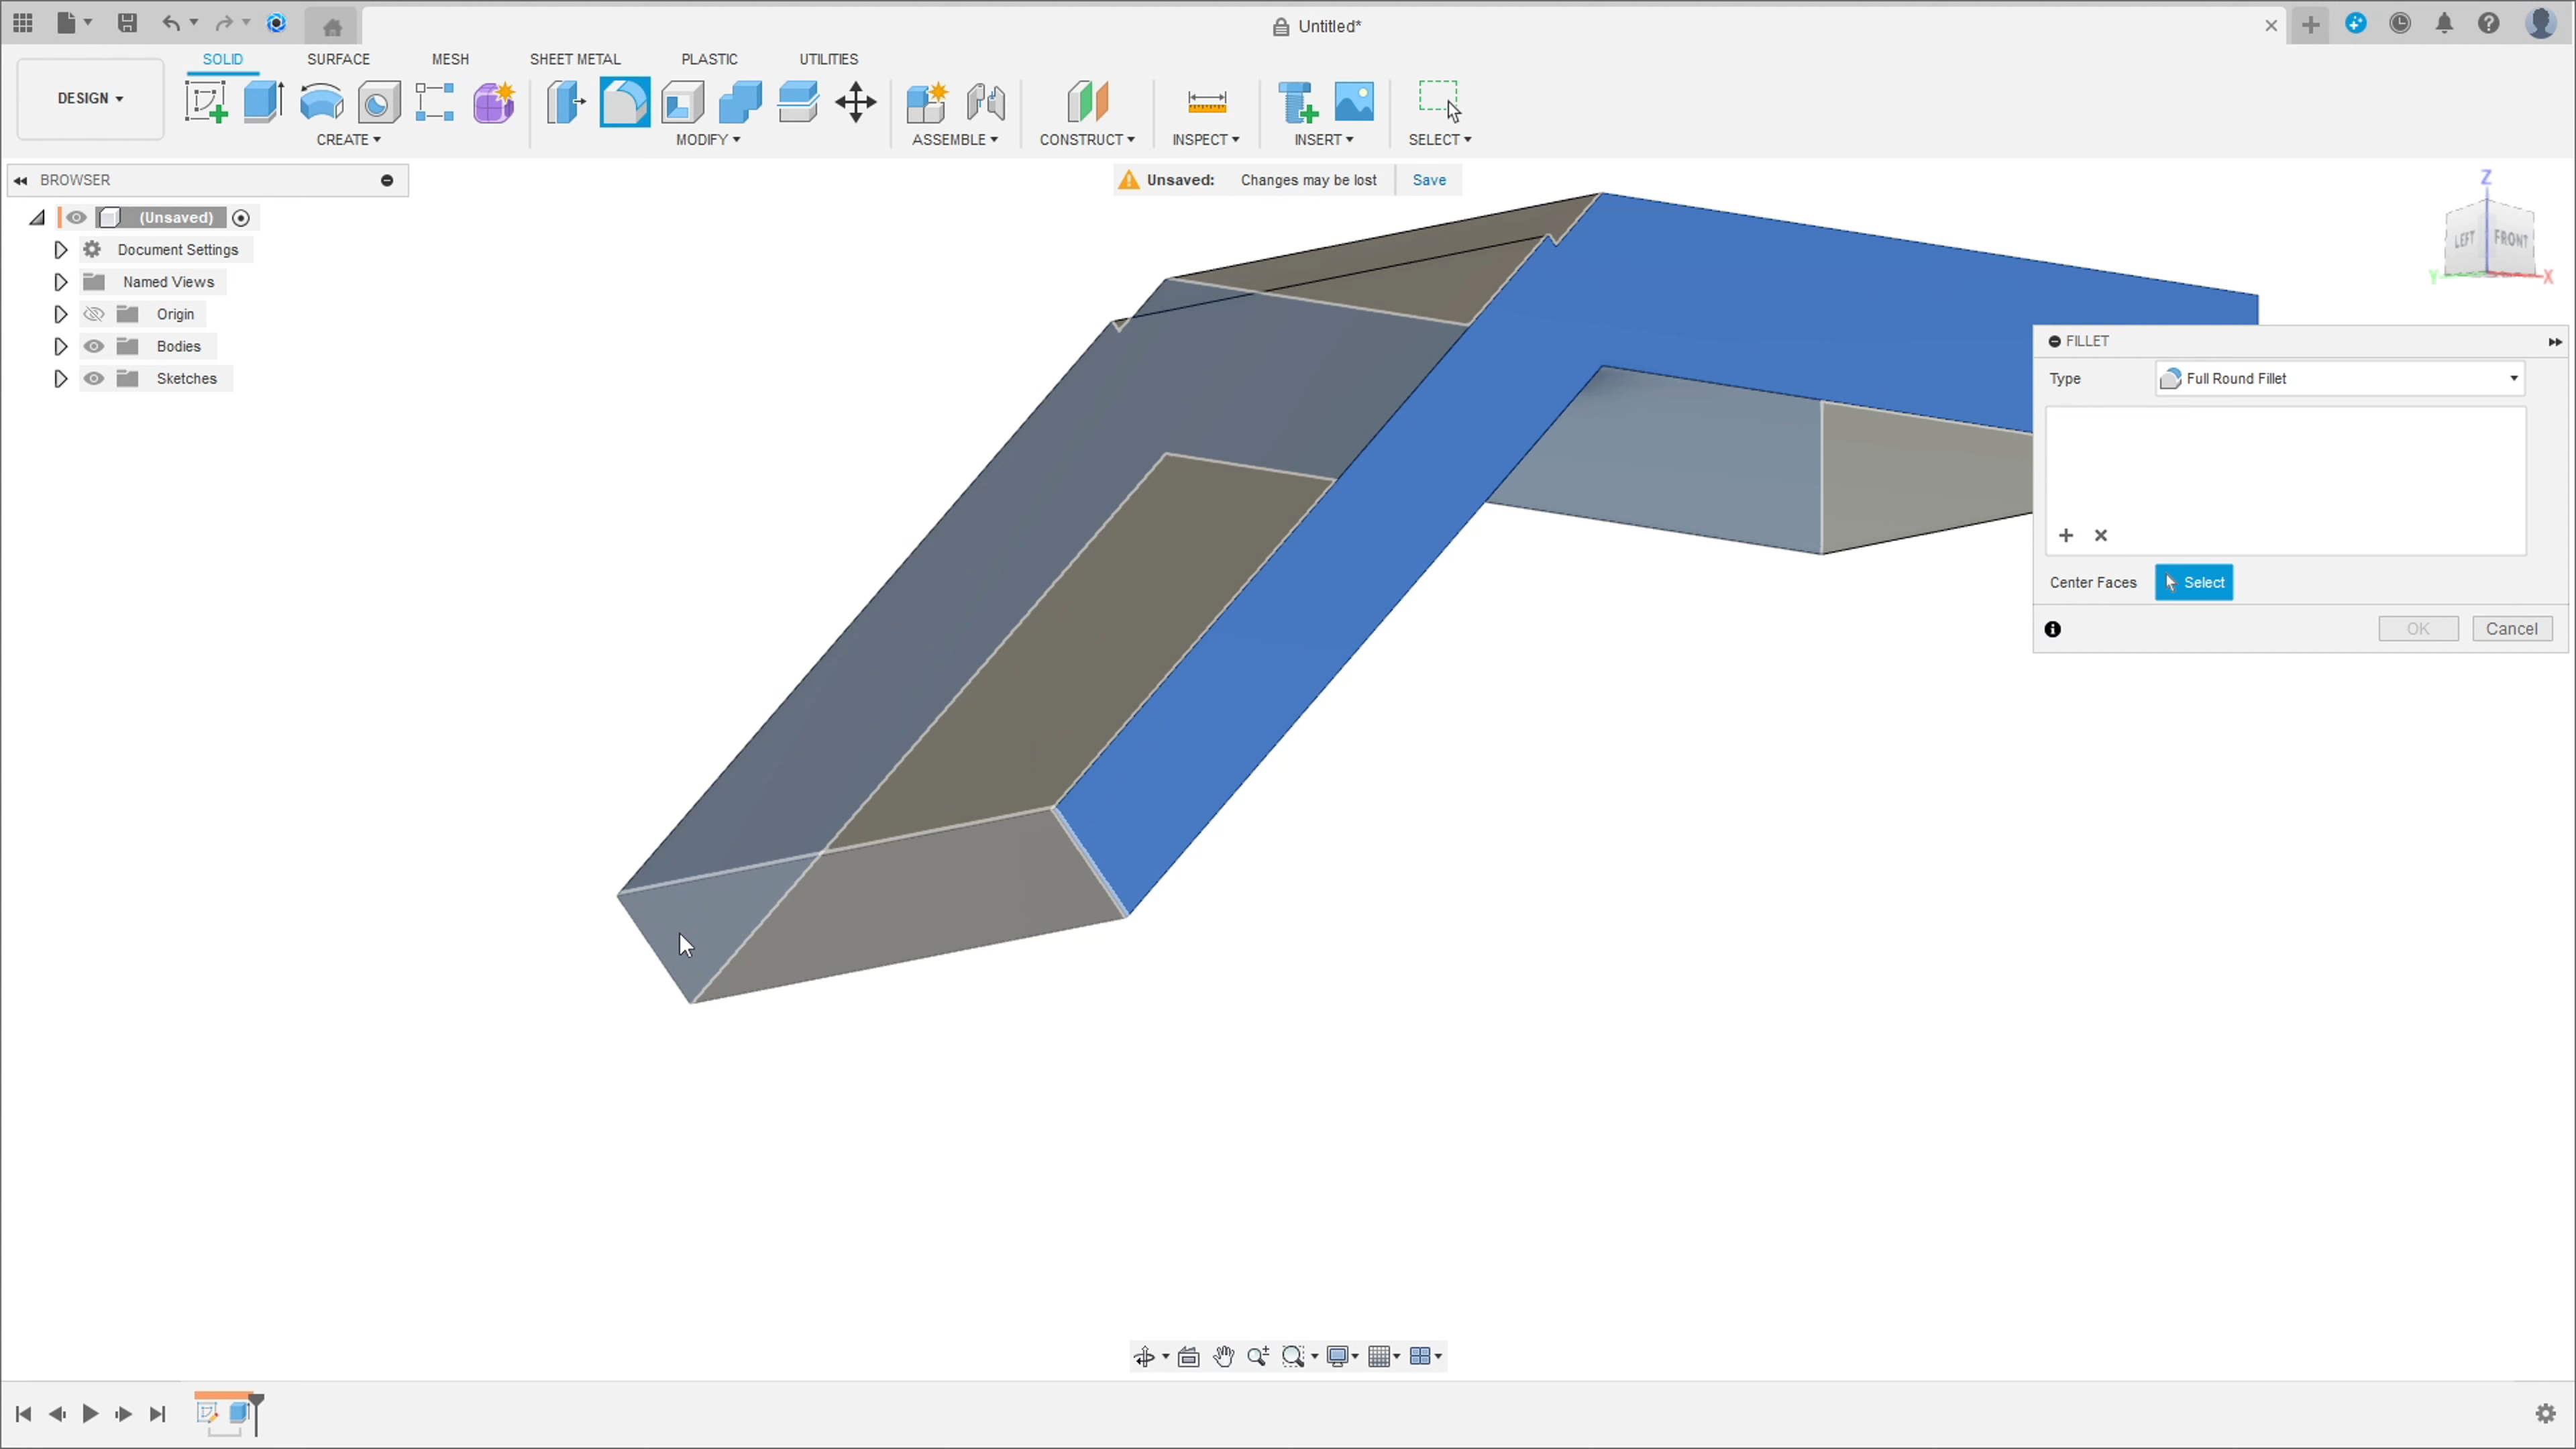 Untitled*
SOLID SURFACE MESH SHEET METAL PLASTIC UTILITIES
DESIGN
CREATE MODIFY ASSEMBLE CONSTRUCT INSPECT INSERT SELECT
BROWSER
Unsaved: Changes may be lost Save
(Unsaved)
Document Settings
Named Views
Origin
Bodies
Sketches
Z
LEFT FRONT
Y X
FILLET
Type Full Round Fillet
Center Faces Select
OK Cancel